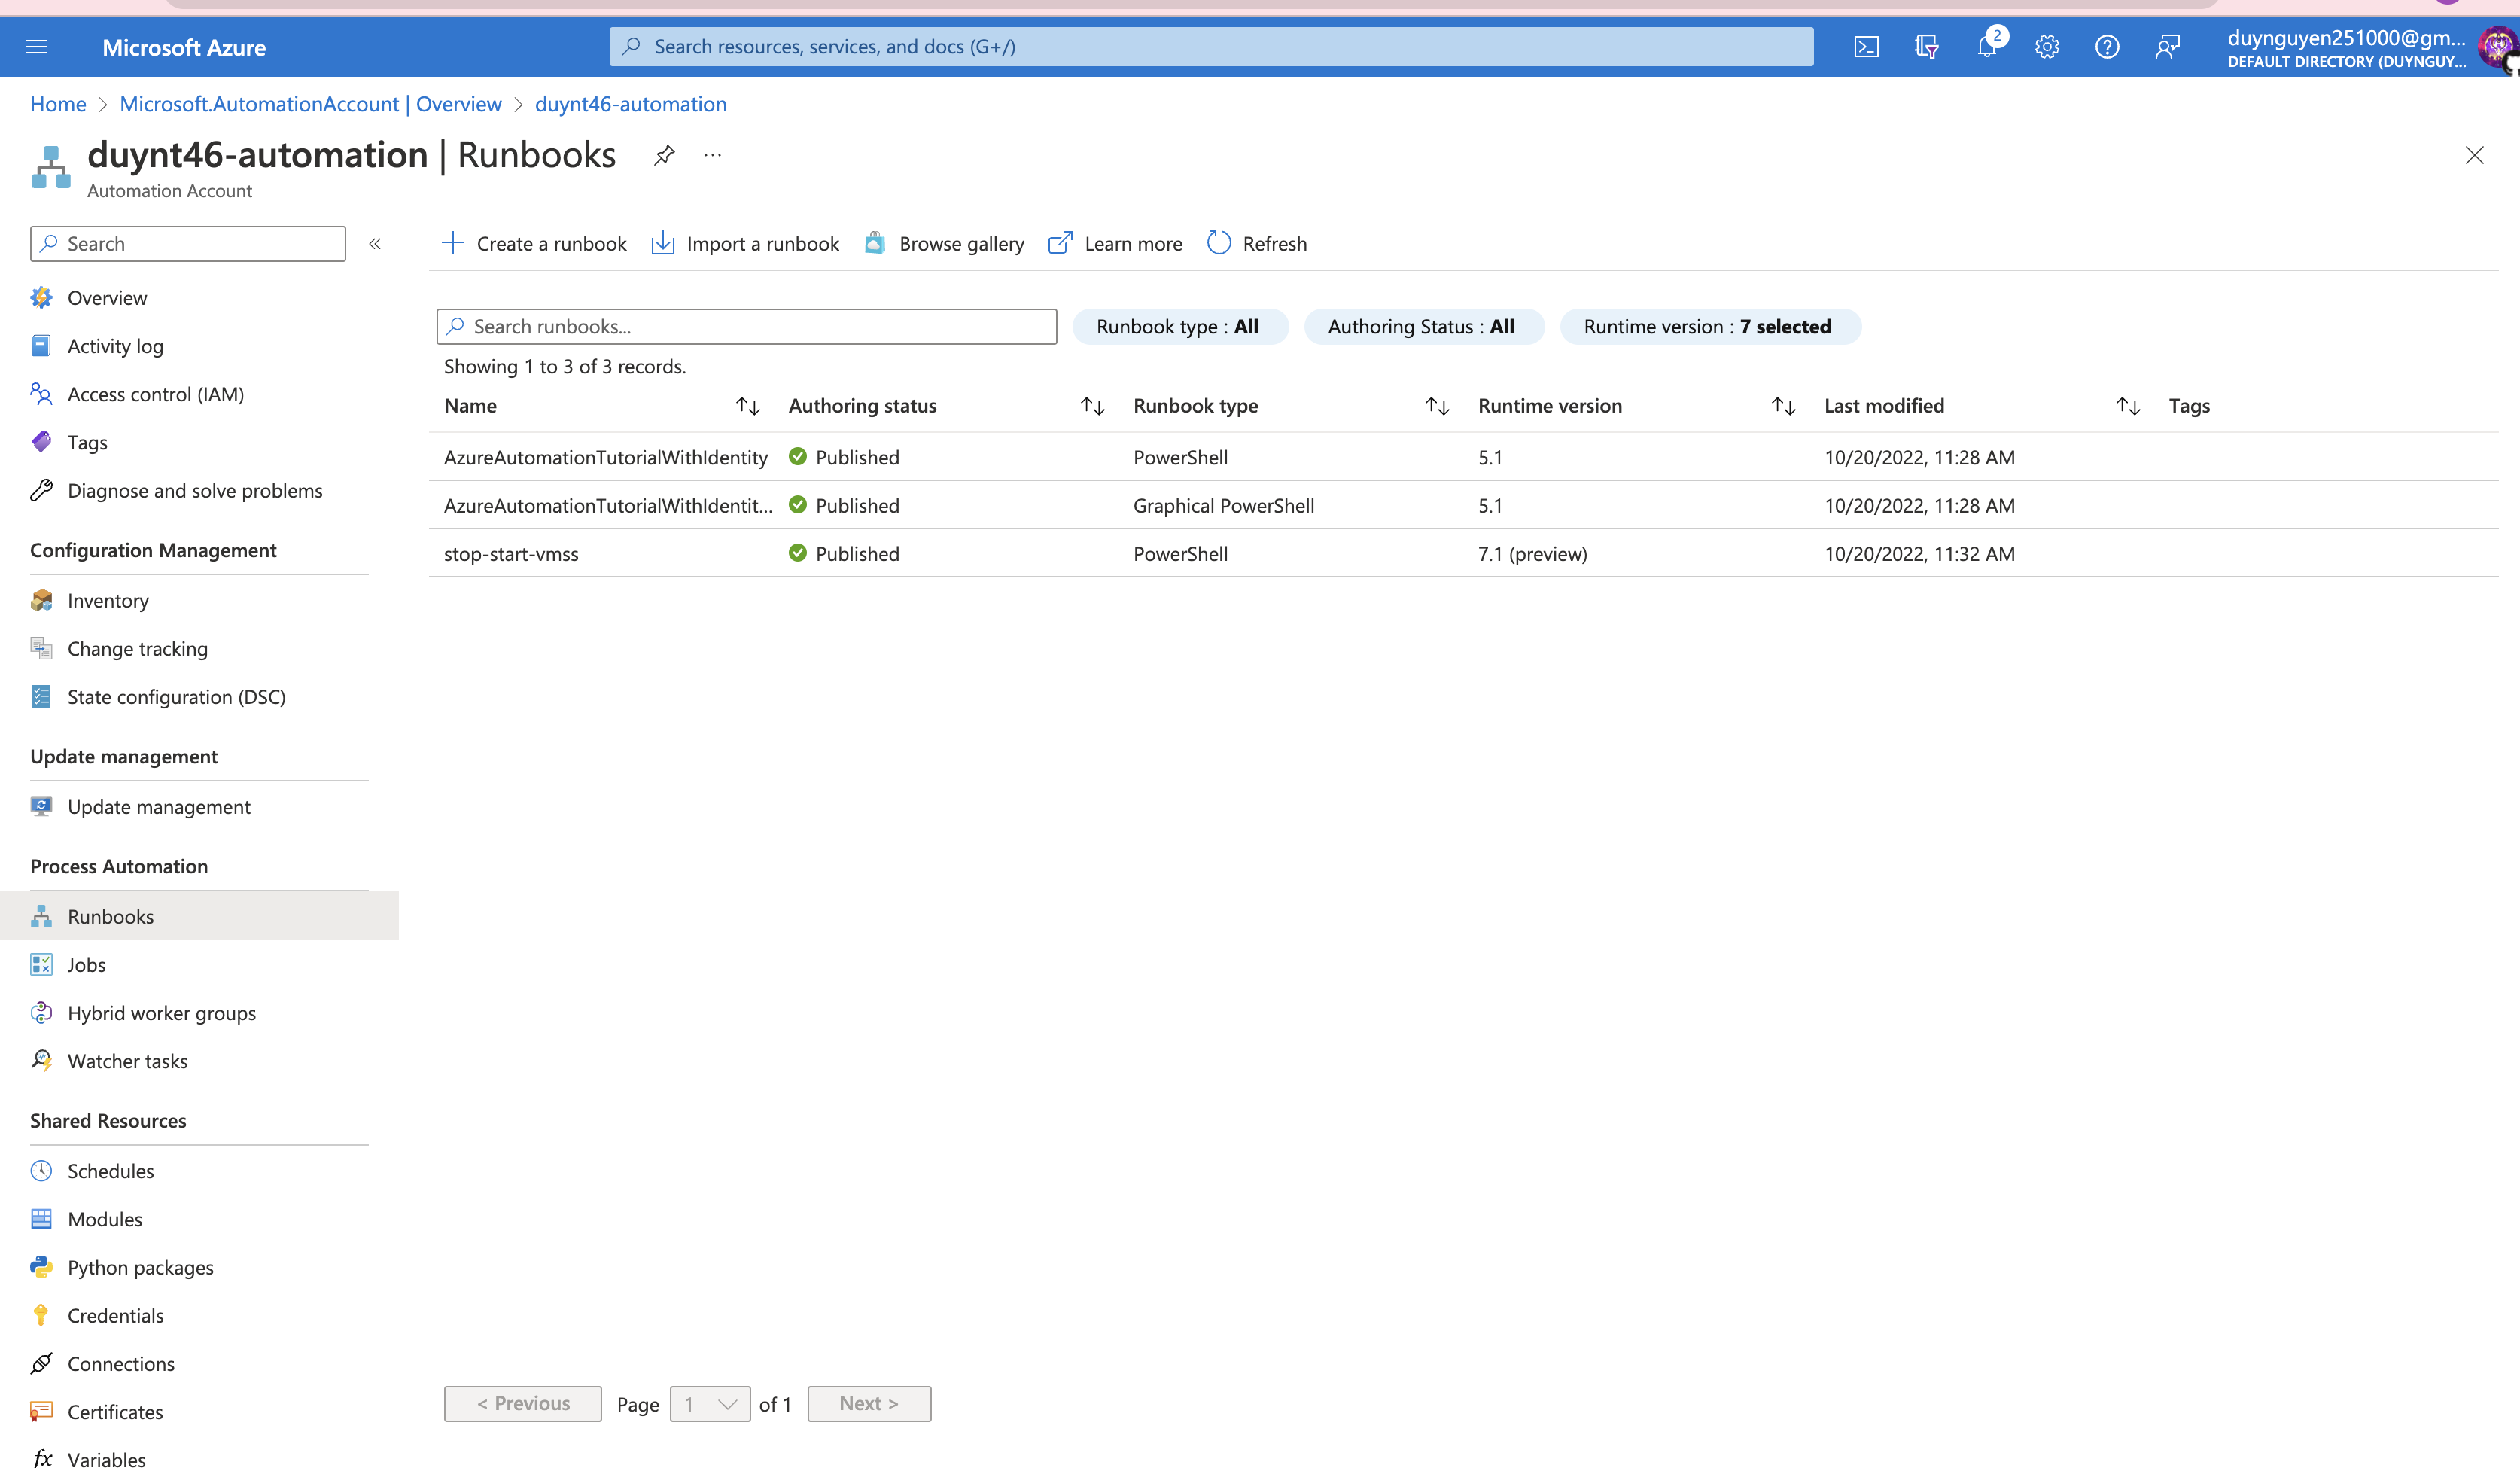 Microsoft Azure
Search resources, services, and docs (G+/)
2
duynguyen251000@gm...
DEFAULT DIRECTORY (DUYNGUY...
Home > Microsoft.AutomationAccount | Overview > duynt46-automation
duynt46-automation | Runbooks ...
Automation Account
Search «
Overview
Activity log
Access control (IAM)
Tags
Diagnose and solve problems
Configuration Management
Inventory
Change tracking
State configuration (DSC)
Update management
Update management
Process Automation
Runbooks
Jobs
Hybrid worker groups
Watcher tasks
Shared Resources
Schedules
Modules
Python packages
Credentials
Connections
Certificates
fx Variables
Create a runbook Import a runbook Browse gallery Learn more Refresh
Search runbooks... Runbook type : All Authoring Status : All Runtime version : 7 selected
Showing 1 to 3 of 3 records.
Name ↑↓ Authoring status ↑↓ Runbook type ↑↓ Runtime version ↑↓ Last modified ↑↓ Tags
AzureAutomationTutorialWithIdentity Published PowerShell 5.1 10/20/2022, 11:28 AM
AzureAutomationTutorialWithIdentit... Published Graphical PowerShell 5.1 10/20/2022, 11:28 AM
stop-start-vmss Published PowerShell 7.1 (preview) 10/20/2022, 11:32 AM
< Previous Page 1 of 1 Next >